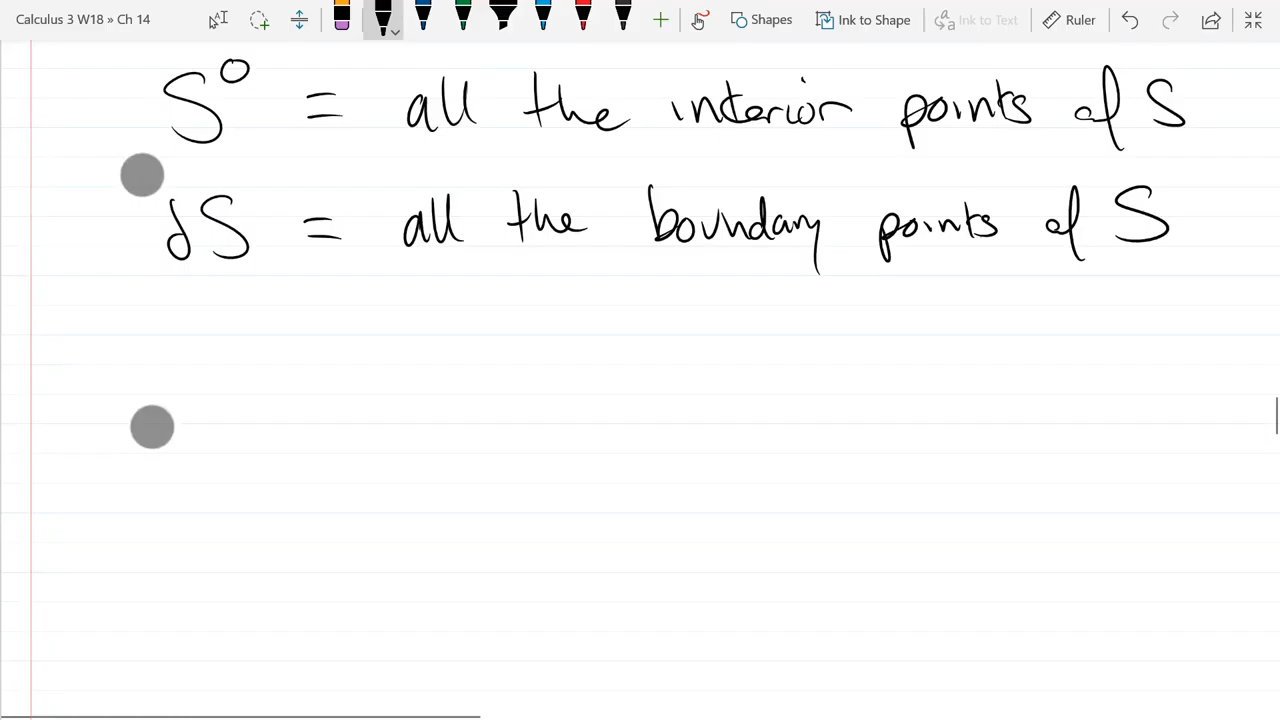 Calculus 3 W18 » Ch 14
Shapes
Ink to Shape
Ink to Text
Ruler
S° = all the interior points of S
∂S = all the boundary points of S